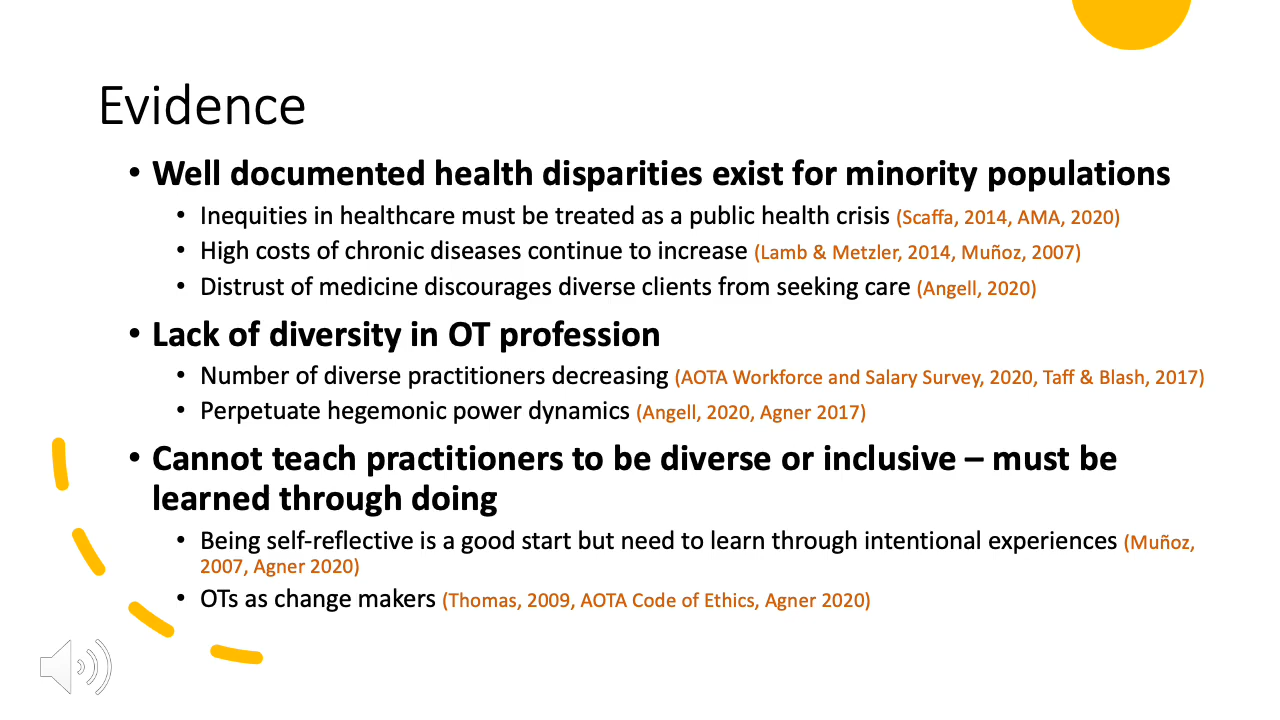 Evidence
• Well documented health disparities exist for minority populations
• Inequities in healthcare must be treated as a public health crisis (Scaffa, 2014, AMA, 2020)
• High costs of chronic diseases continue to increase (Lamb & Metzler, 2014, Muñoz, 2007)
• Distrust of medicine discourages diverse clients from seeking care (Angell, 2020)
• Lack of diversity in OT profession
• Number of diverse practitioners decreasing (AOTA Workforce and Salary Survey, 2020, Taff & Blash, 2017)
• Perpetuate hegemonic power dynamics (Angell, 2020, Agner 2017)
• Cannot teach practitioners to be diverse or inclusive – must be
learned through doing
• Being self-reflective is a good start but need to learn through intentional experiences (Muñoz,
2007, Agner 2020)
• OTs as change makers (Thomas, 2009, AOTA Code of Ethics, Agner 2020)